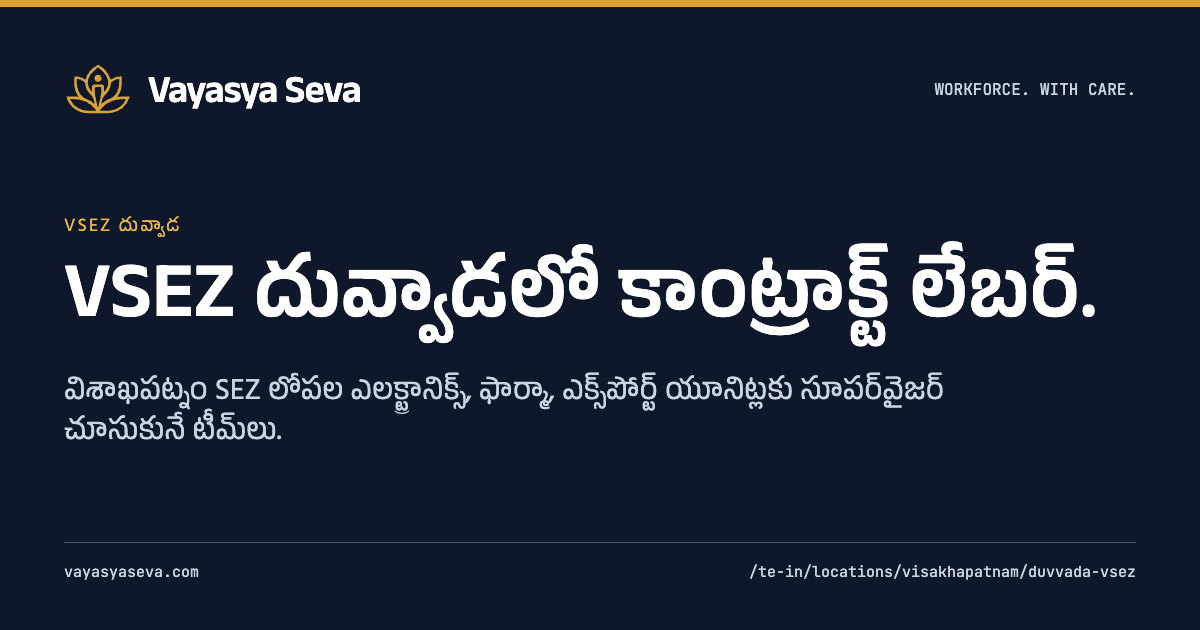 Vayasya Seva
WORKFORCE. WITH CARE.
VSEZ దువ్వాడ
VSEZ దువ్వాడలో కాంట్రాక్ట్ లేబర్.
విశాఖపట్నం SEZ లోపల ఎలక్ట్రానిక్స్, ఫార్మా, ఎక్స్‌పోర్ట్ యూనిట్లకు సూపర్‌వైజర్
చూసుకునే టీమ్‌లు.
vayasyaseva.com
/te-in/locations/visakhapatnam/duvvada-vsez